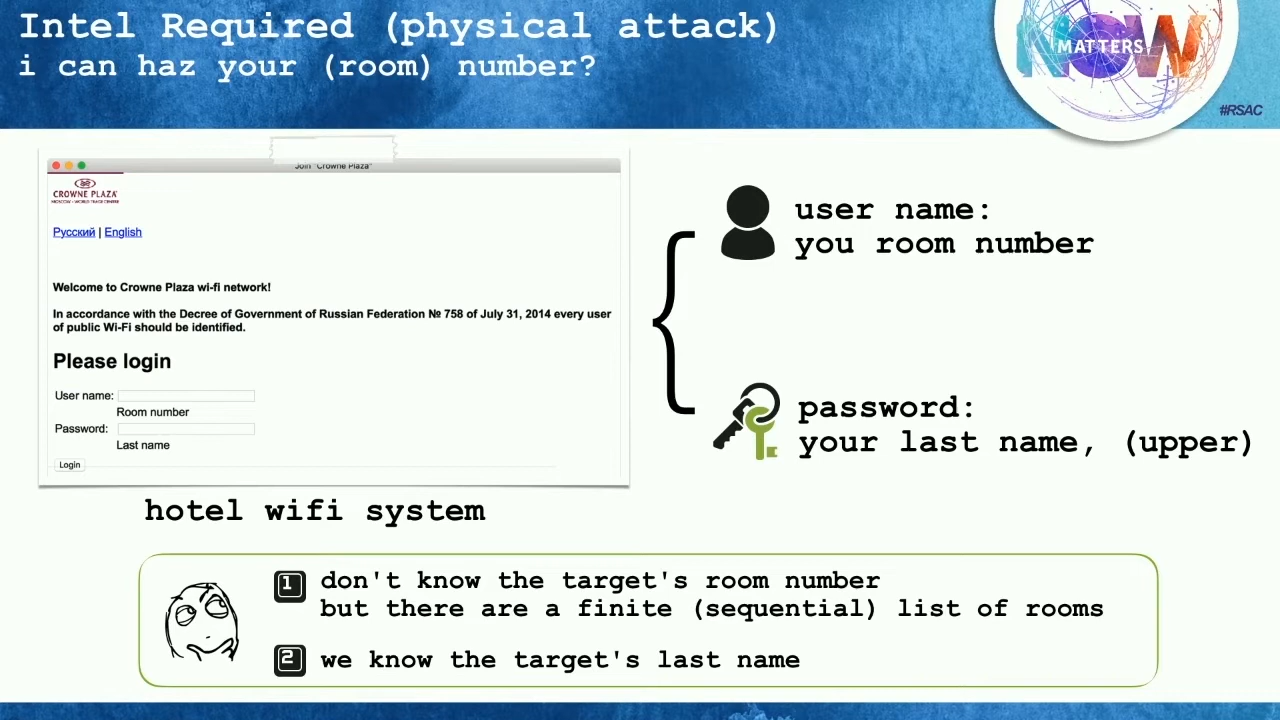 Intel Required (physical attack)
i can haz your (room) number?
NOW
MATTERS
#RSAC
Join "Crowne Plaza"
CROWNE PLAZA
MOSCOW - WORLD TRADE CENTRE
Русский | English
Welcome to Crowne Plaza wi-fi network!
In accordance with the Decree of Government of Russian Federation № 758 of July 31, 2014 every user
of public Wi-Fi should be identified.
Please login
User name:
Room number
Password:
Last name
Login
hotel wifi system
user name:
you room number
password:
your last name, (upper)
1 don't know the target's room number
but there are a finite (sequential) list of rooms
2 we know the target's last name